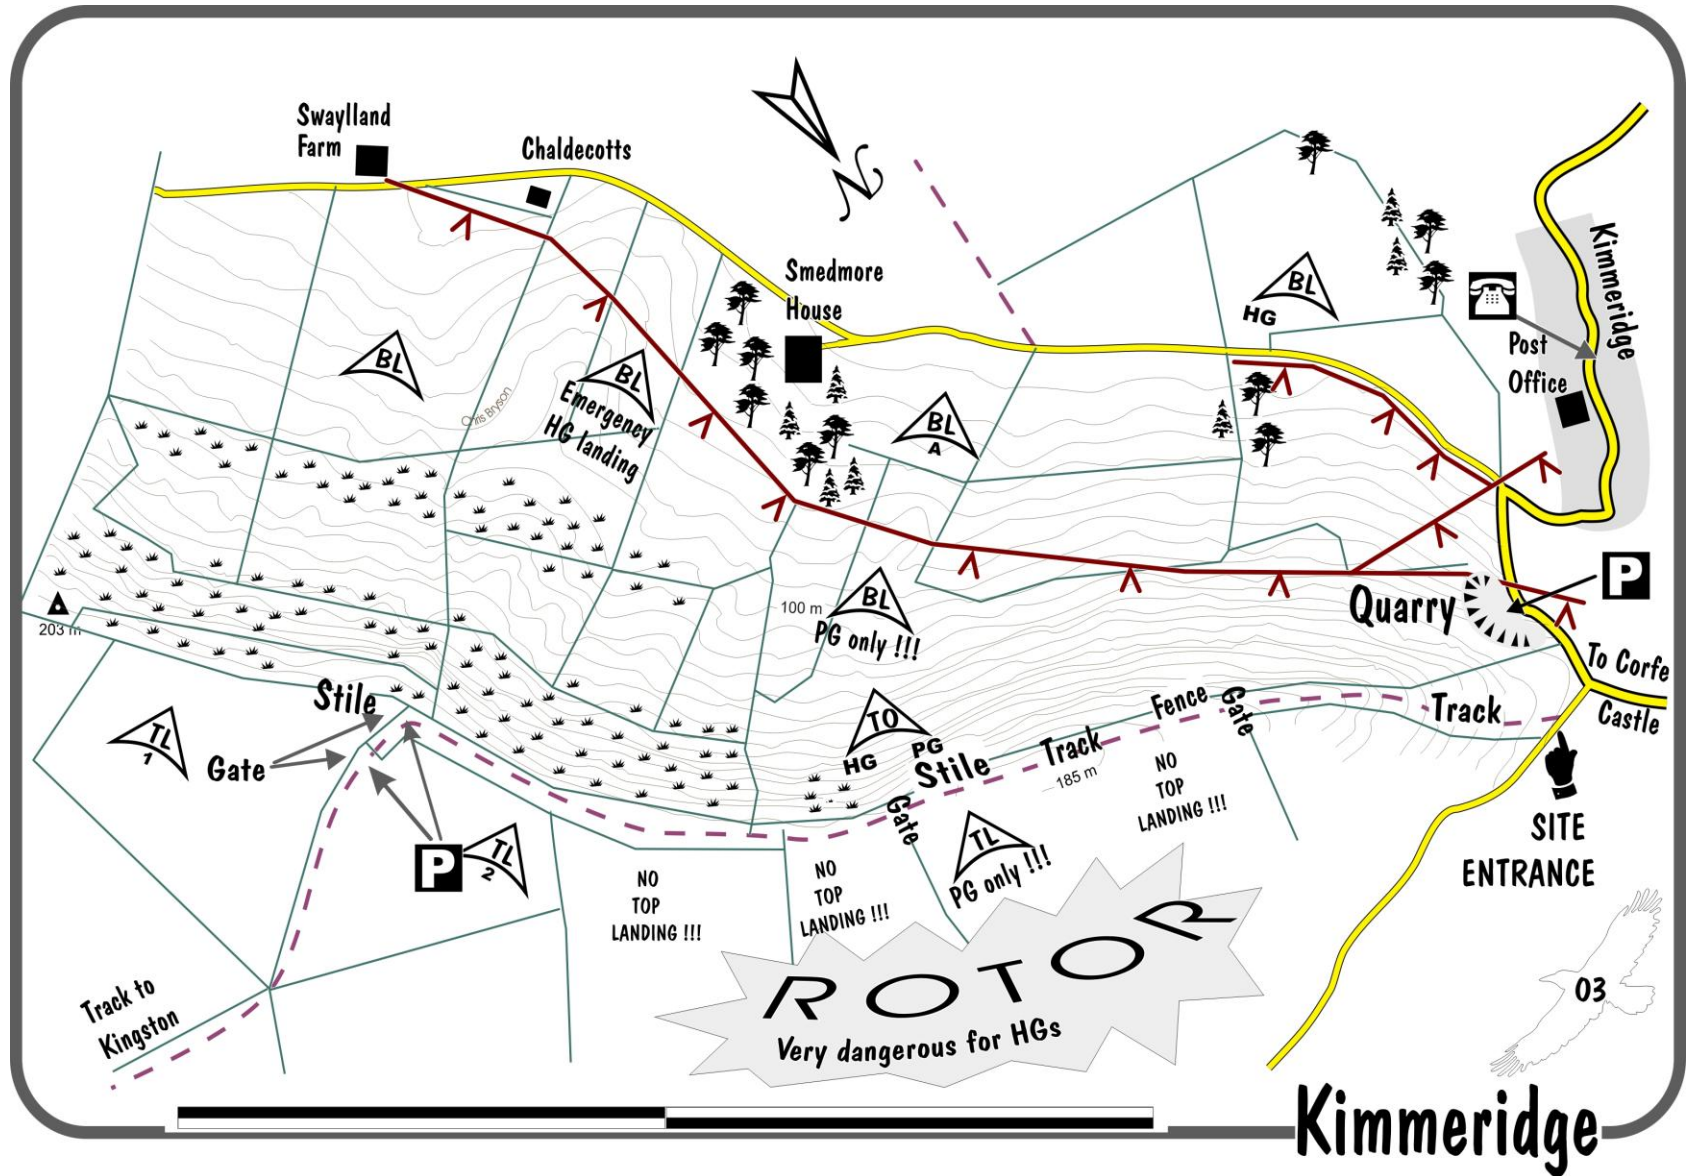 Swaylland
Farm
Chaldecotts
N
Smedmore
House
Kimmeridge
Post
Office
BL
HG
BL
BL
Emergency
HG landing
Chris Bryson
BL
A
100 m
BL
PG only !!!
Quarry
P
To Corfe
Castle
203 m
Stile
Gate
TL
1
TO
HG
PG
Stile
Gate
Track
Fence
Gate
Track
185 m
P
TL
2
TL
PG only !!!
NO
TOP
LANDING !!!
NO
TOP
LANDING !!!
NO
TOP
LANDING !!!
SITE
ENTRANCE
ROTOR
Very dangerous for HGs
Track to
Kingston
03
Kimmeridge